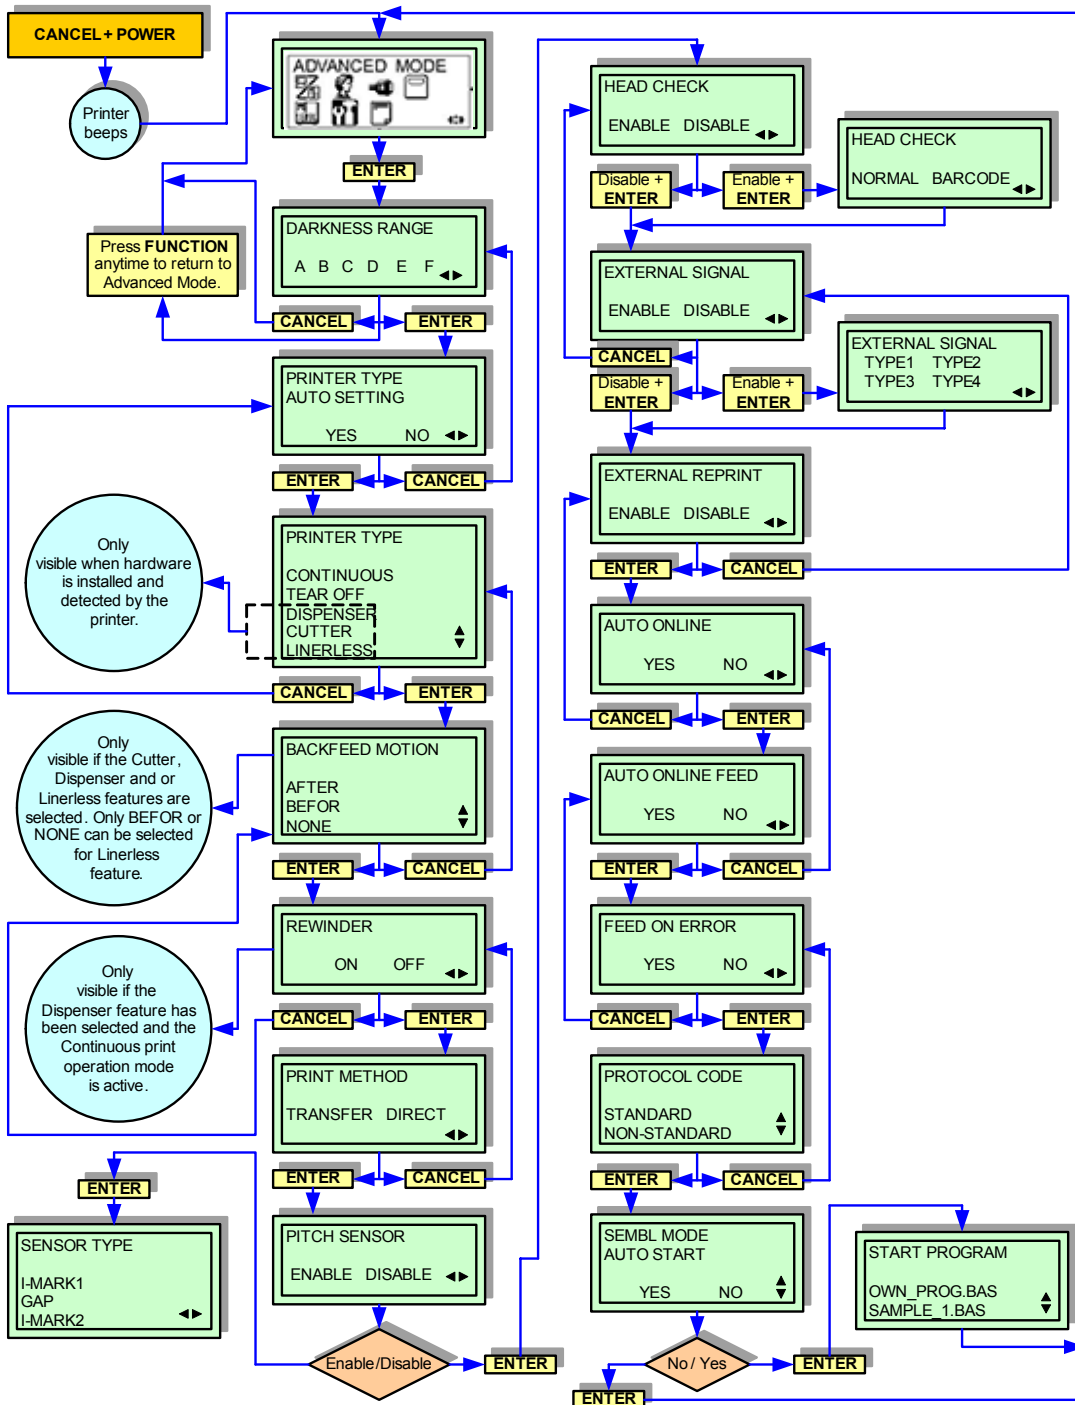 CANCEL + POWER
Printer
beeps
ADVANCED MODE
ENTER
DARKNESS RANGE
A B C D E F
Press FUNCTION
anytime to return to
Advanced Mode.
CANCEL
ENTER
PRINTER TYPE
AUTO SETTING
YES NO
ENTER
CANCEL
Only
visible when hardware
is installed and
detected by the
printer.
PRINTER TYPE
CONTINUOUS
TEAR OFF
DISPENSER
CUTTER
LINERLESS
CANCEL
ENTER
Only
visible if the Cutter,
Dispenser and or
Linerless features are
selected. Only BEFOR or
NONE can be selected
for Linerless
feature.
BACKFEED MOTION
AFTER
BEFOR
NONE
ENTER
CANCEL
REWINDER
ON OFF
Only
visible if the
Dispenser feature has
been selected and the
Continuous print
operation mode
is active.
CANCEL
ENTER
PRINT METHOD
TRANSFER DIRECT
ENTER
CANCEL
PITCH SENSOR
ENABLE DISABLE
ENTER
SENSOR TYPE
I-MARK1
GAP
I-MARK2
Enable/Disable
ENTER
HEAD CHECK
ENABLE DISABLE
Disable +
ENTER
Enable +
ENTER
HEAD CHECK
NORMAL BARCODE
EXTERNAL SIGNAL
ENABLE DISABLE
CANCEL
Disable +
ENTER
Enable +
ENTER
EXTERNAL SIGNAL
TYPE1 TYPE2
TYPE3 TYPE4
EXTERNAL REPRINT
ENABLE DISABLE
ENTER
CANCEL
AUTO ONLINE
YES NO
CANCEL
ENTER
AUTO ONLINE FEED
YES NO
ENTER
CANCEL
FEED ON ERROR
YES NO
CANCEL
ENTER
PROTOCOL CODE
STANDARD
NON-STANDARD
ENTER
CANCEL
SEMBL MODE
AUTO START
YES NO
No / Yes
ENTER
ENTER
START PROGRAM
OWN_PROG.BAS
SAMPLE_1.BAS